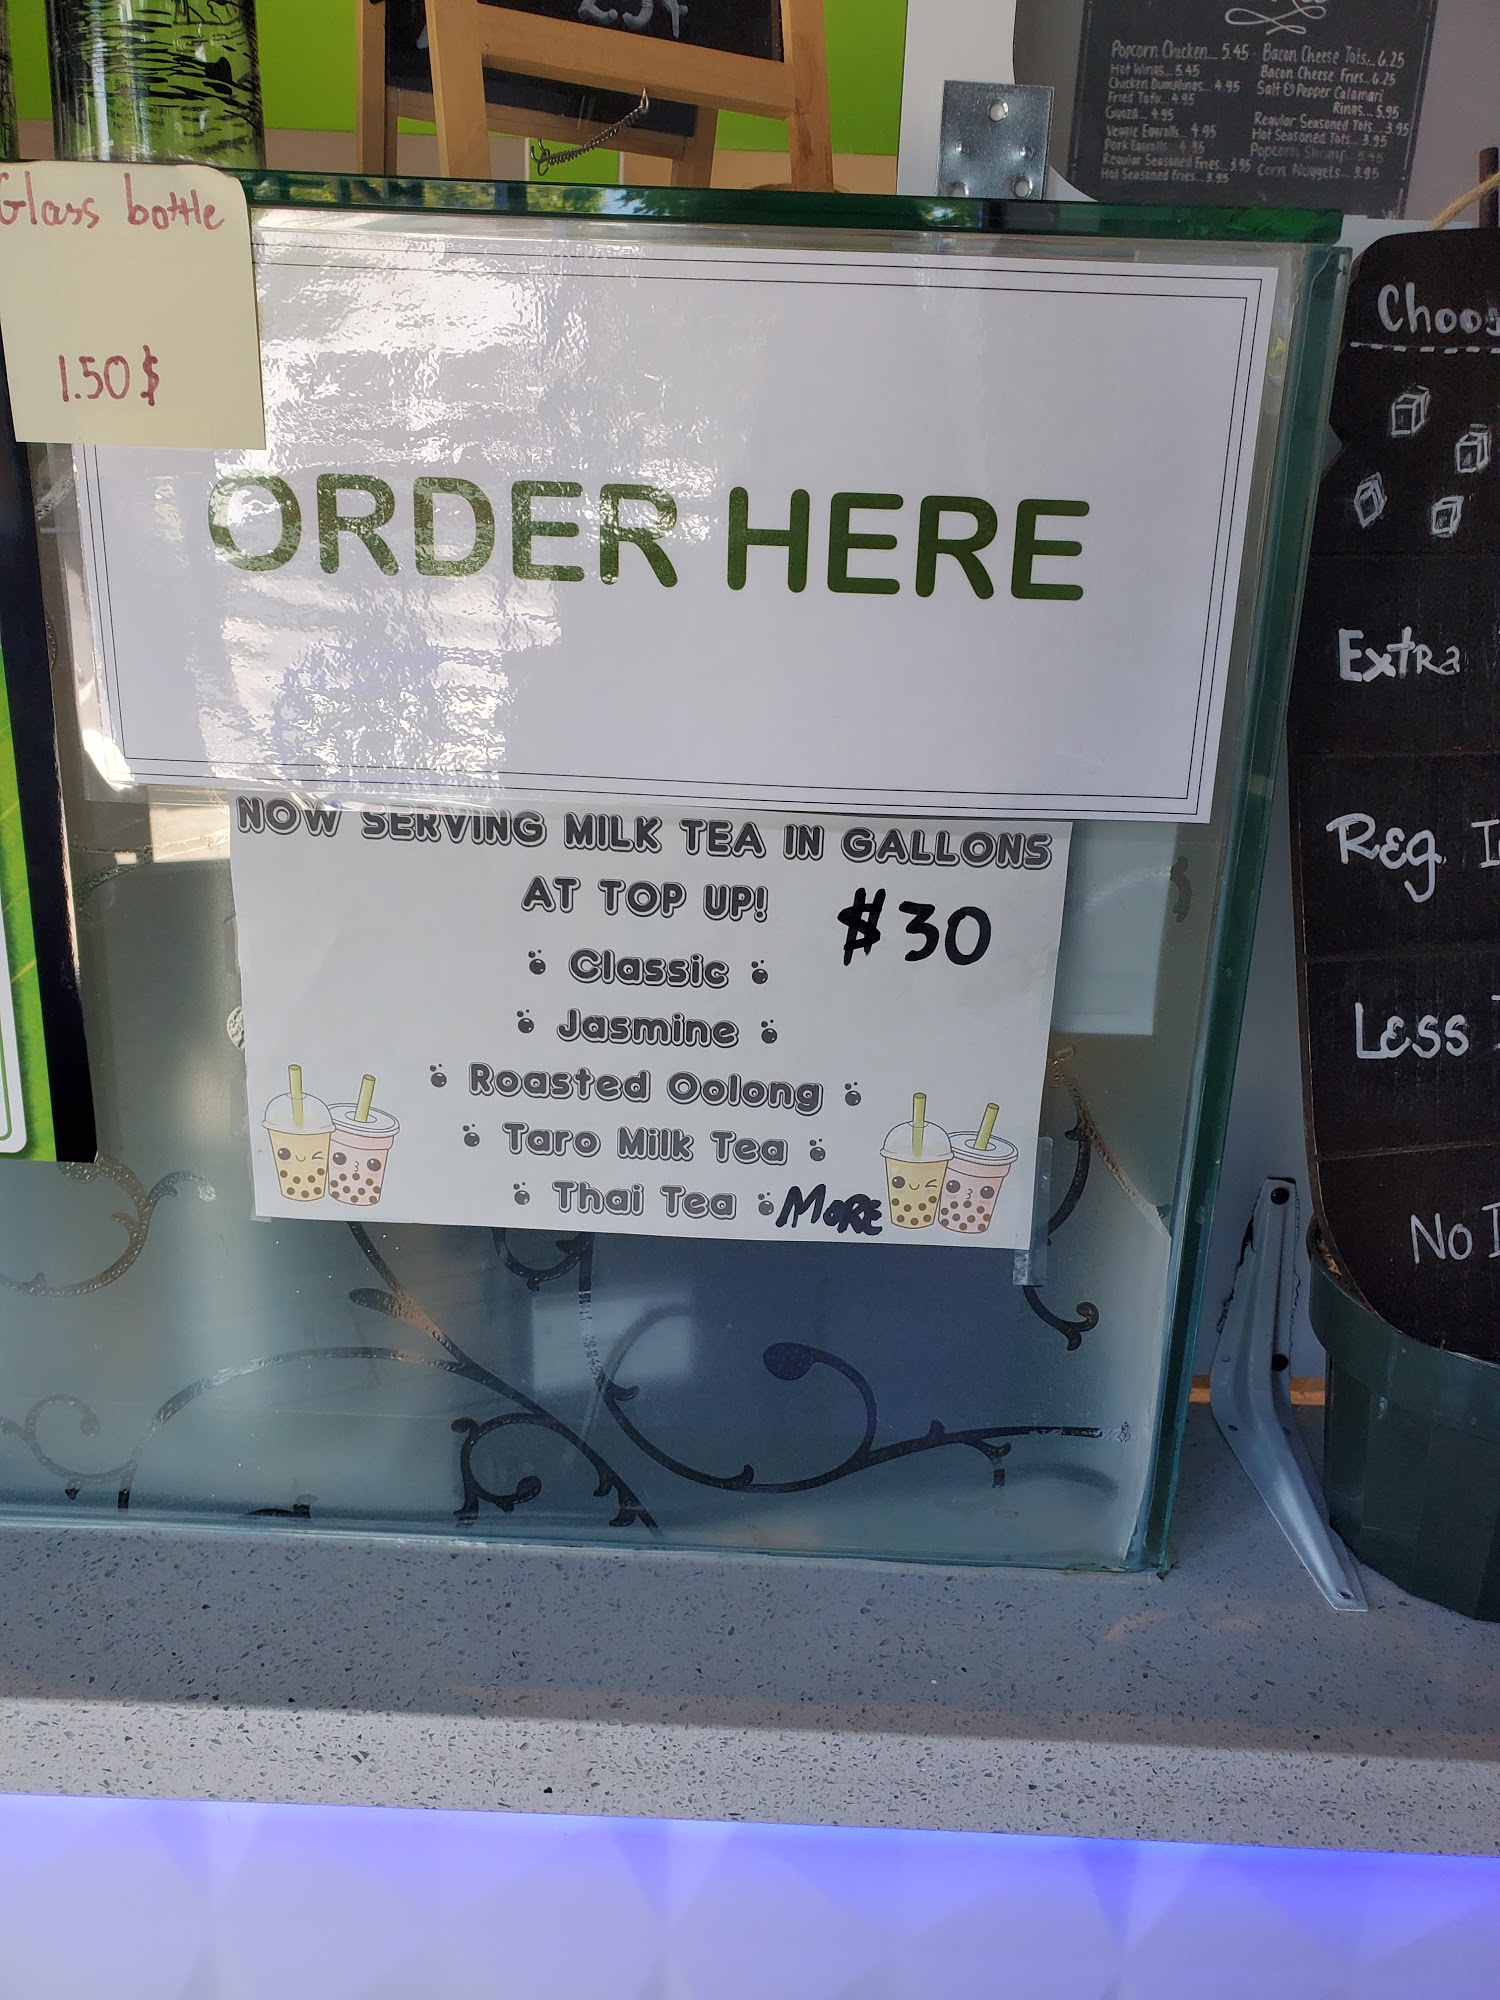 Popcorn Chicken... 5.45
Hot Wings... 5.45
Chicken Dumplings... 4.95
Fried Tofu... 4.95
Gyoza... 4.95
Veggie Eggrolls... 4.95
Pork Eggrolls... 4.95
Regular Seasoned Fries... 3.95
Hot Seasoned Fries... 3.95
Bacon Cheese Tots... 6.25
Bacon Cheese Fries... 6.25
Salt & Pepper Calamari
Rings... 5.95
Regular Seasoned Tots... 3.95
Hot Seasoned Tots... 3.95
Popcorn Shrimp... 5.45
Corn Nuggets... 3.95
Glass bottle
1.50$
ORDER HERE
NOW SERVING MILK TEA IN GALLONS
AT TOP UP!
$30
Classic
Jasmine
Roasted Oolong
Taro Milk Tea
Thai Tea MORE
Choos
Extra
Reg. I
Less I
No I